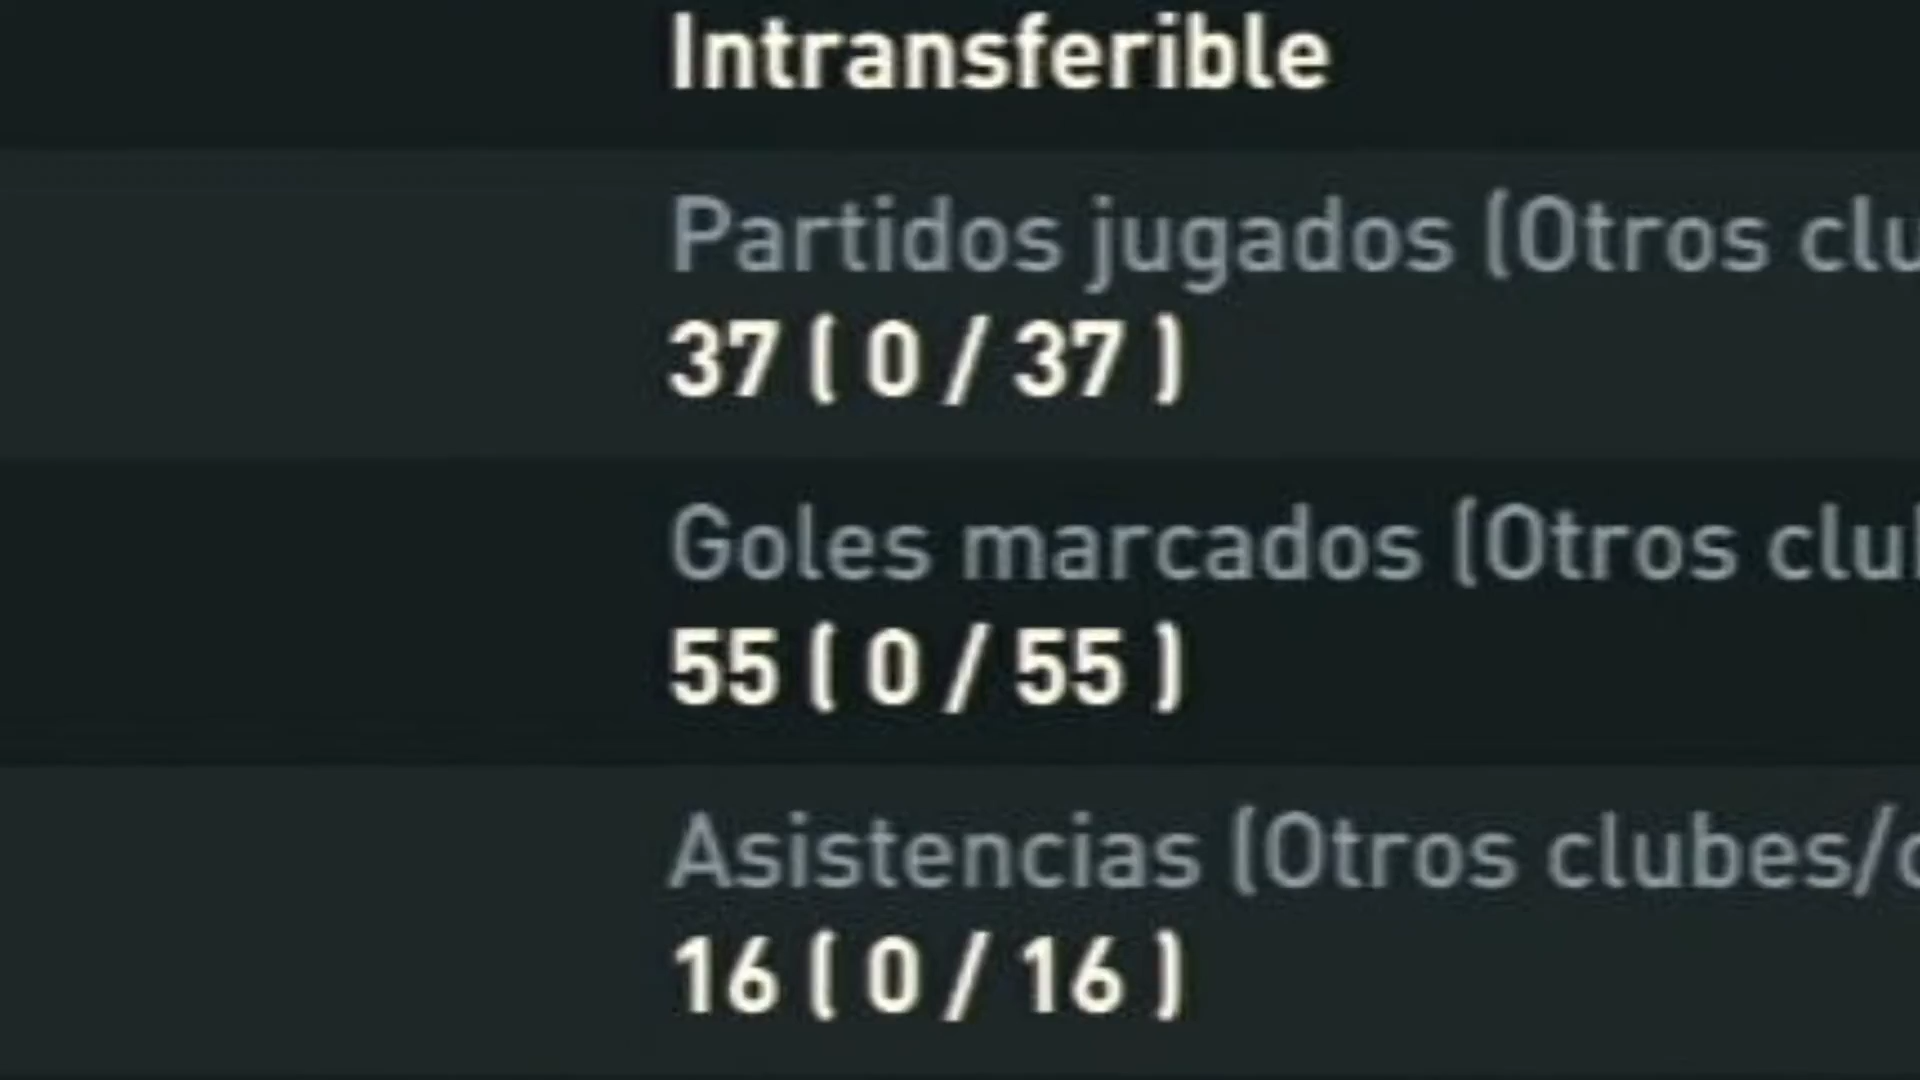 Intransferible
Partidos jugados (Otros clu
37 ( 0 / 37 )
Goles marcados (Otros club
55 ( 0 / 55 )
Asistencias (Otros clubes/c
16 ( 0 / 16 )